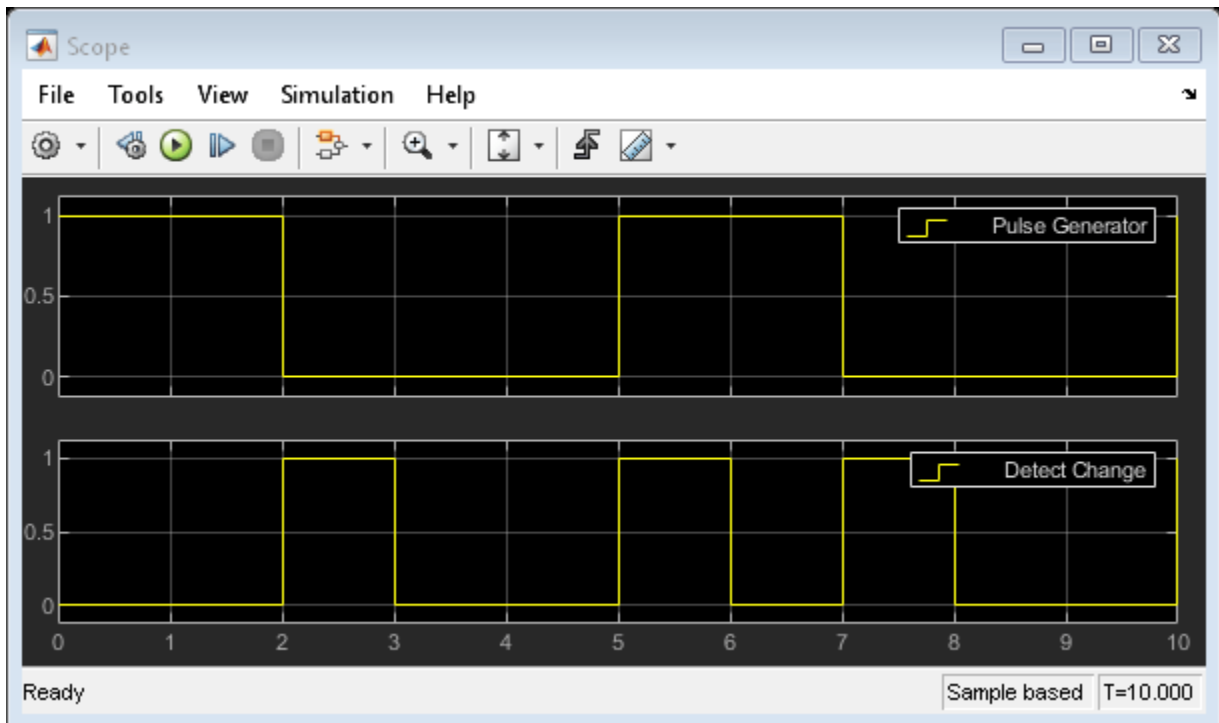 Scope
File Tools View Simulation Help
1
Pulse Generator
0.5
0
1
Detect Change
0.5
0
0 1 2 3 4 5 6 7 8 9 10
Ready Sample based T=10.000